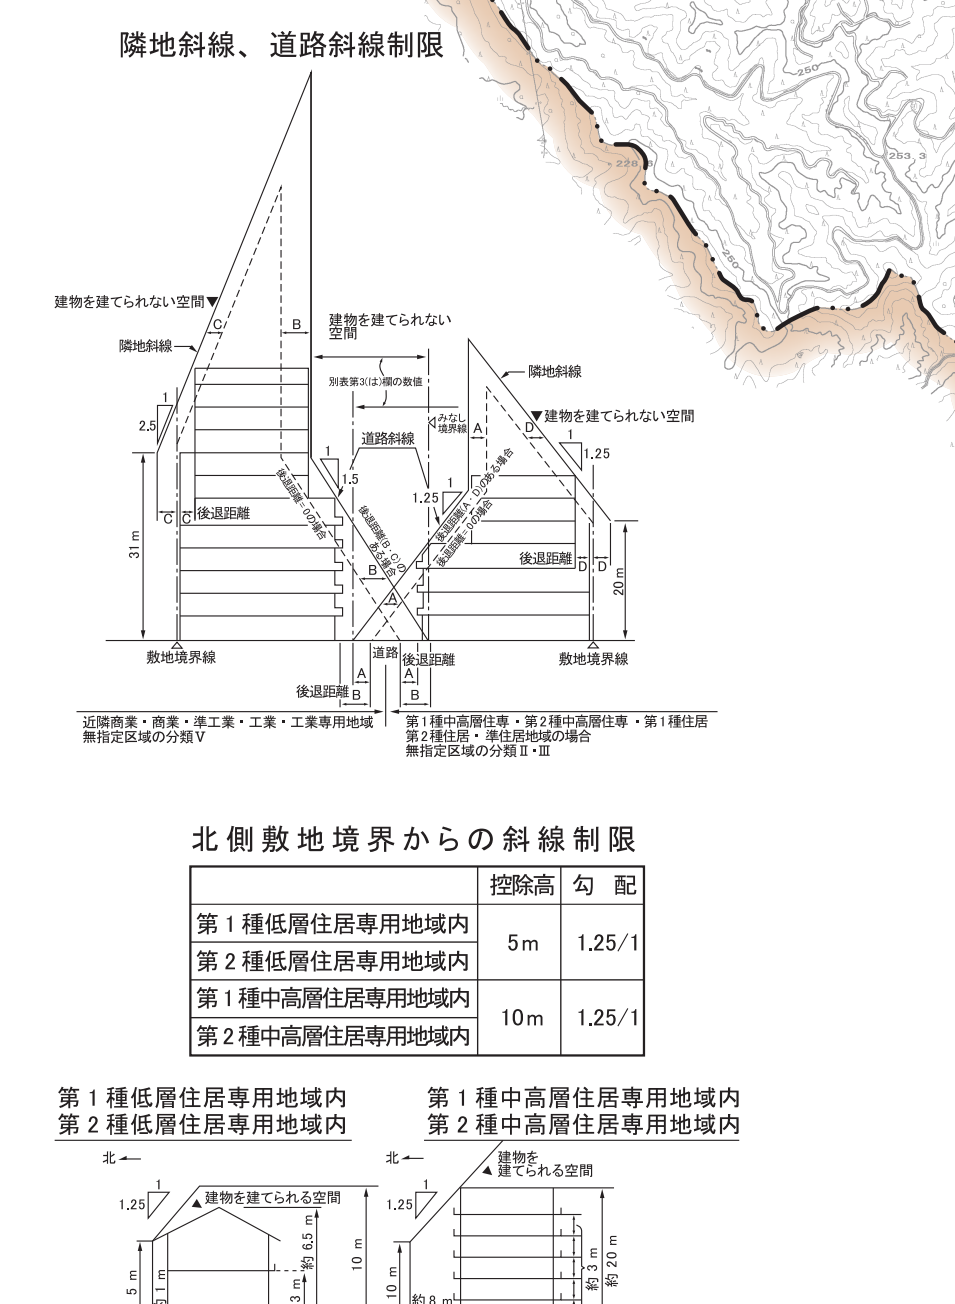 隣地斜線、道路斜線制限
250
253.3
228.6
250
建物を建てられない空間
C
B
隣地斜線
建物を建てられない
空間
別表第3(は)欄の数値
みなし
境界線
隣地斜線
建物を建てられない空間
A
D
1
2.5
道路斜線
1
1.5
1
1.25
1
1.25
後退距離=0の場合
後退距離(B・C)の
ある場合
後退距離(A・D)のある場合
後退距離=0の場合
C
C
後退距離
31m
B
A
後退距離
D
D
20m
敷地境界線
道路
後退距離
敷地境界線
A
A
後退距離
B
B
近隣商業・商業・準工業・工業・工業専用地域
無指定区域の分類Ⅴ
第1種中高層住専・第2種中高層住専・第1種住居
第2種住居・準住居地域の場合
無指定区域の分類Ⅱ・Ⅲ
北側敷地境界からの斜線制限
控除高 勾 配
第1種低層住居専用地域内
第2種低層住居専用地域内
5m 1.25/1
第1種中高層住居専用地域内
第2種中高層住居専用地域内
10m 1.25/1
第1種低層住居専用地域内
第2種低層住居専用地域内
北
1
1.25
建物を建てられる空間
5m
約1m
3m
約6.5m
10m
第1種中高層住居専用地域内
第2種中高層住居専用地域内
北
建物を
建てられる空間
1
1.25
10m
約8m
約3m
約20m